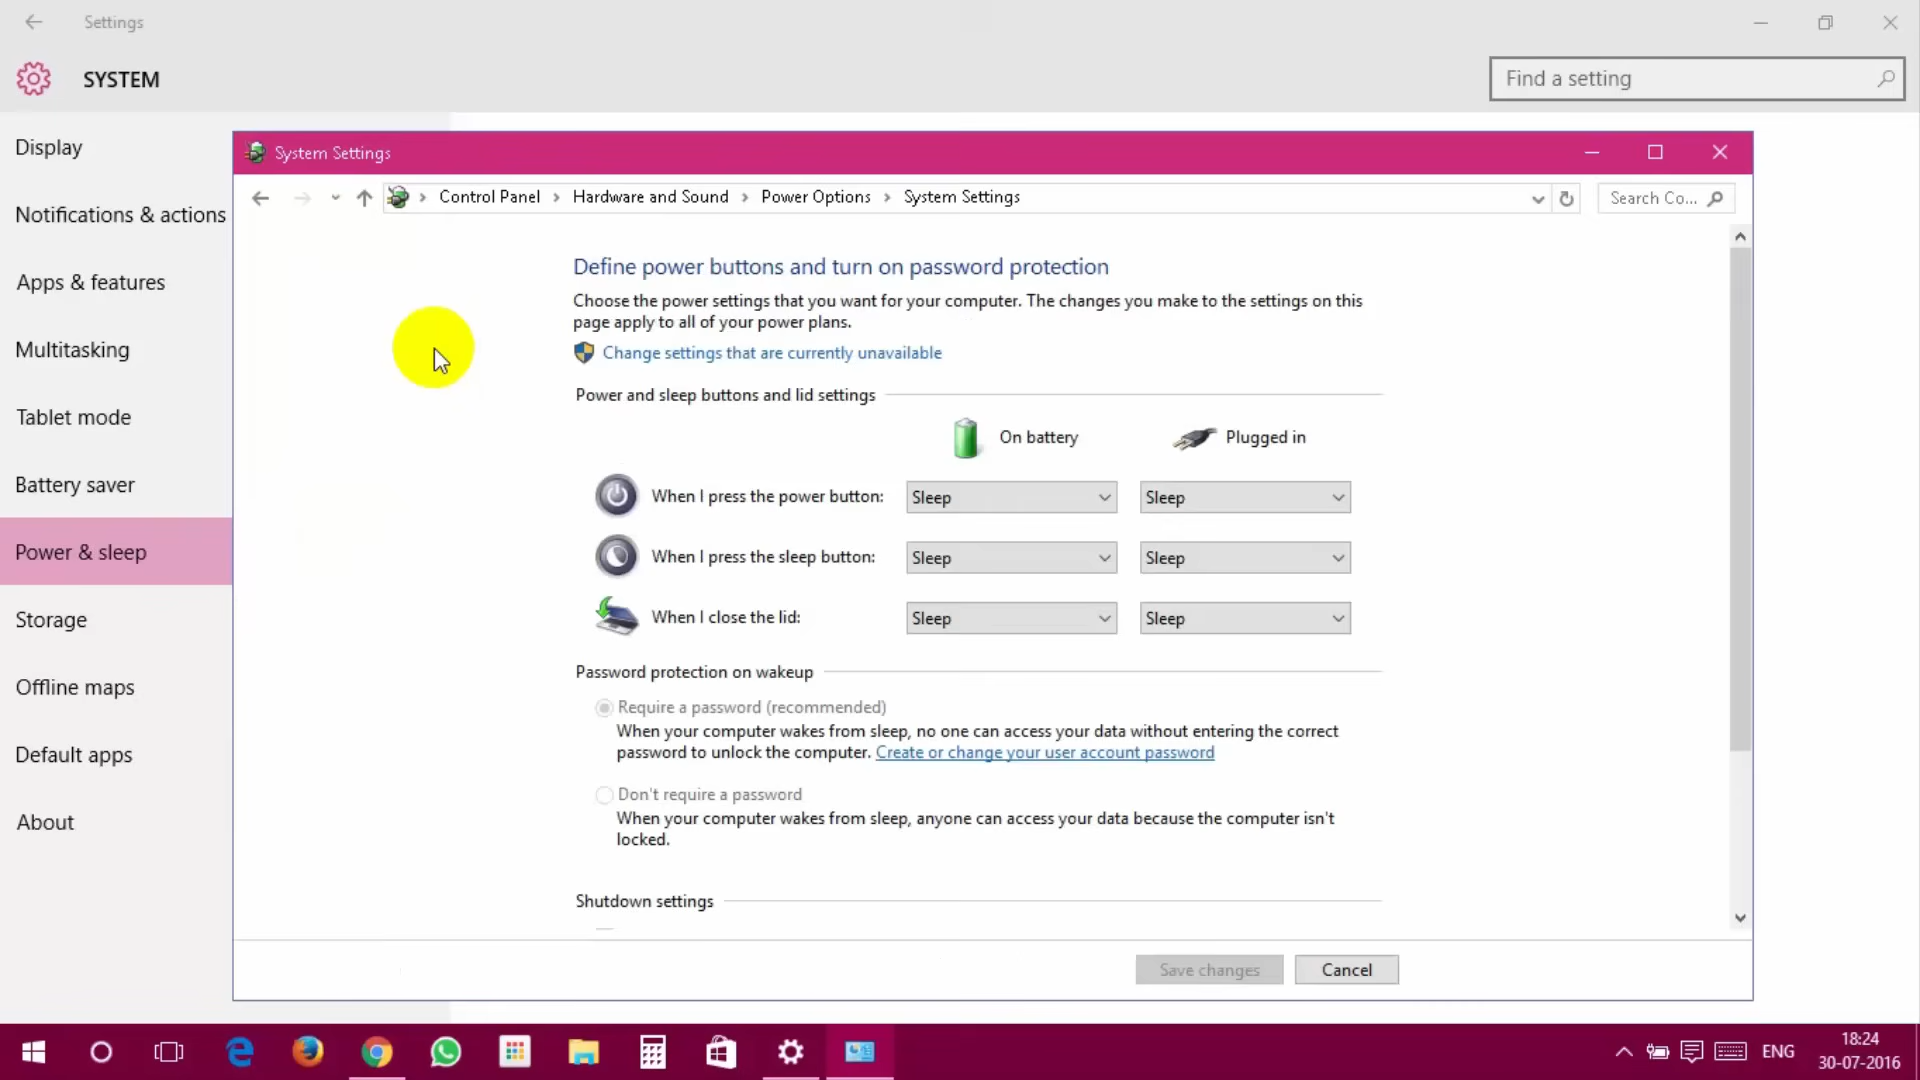 Settings
SYSTEM
Find a setting
Display
Notifications & actions
Apps & features
Multitasking
Tablet mode
Battery saver
Power & sleep
Storage
Offline maps
Default apps
About
System Settings
Control Panel > Hardware and Sound > Power Options > System Settings
Search Co...
Define power buttons and turn on password protection
Choose the power settings that you want for your computer. The changes you make to the settings on this
page apply to all of your power plans.
Change settings that are currently unavailable
Power and sleep buttons and lid settings
On battery
Plugged in
When I press the power button: Sleep Sleep
When I press the sleep button: Sleep Sleep
When I close the lid: Sleep Sleep
Password protection on wakeup
Require a password (recommended)
When your computer wakes from sleep, no one can access your data without entering the correct
password to unlock the computer. Create or change your user account password
Don't require a password
When your computer wakes from sleep, anyone can access your data because the computer isn't
locked.
Shutdown settings
Save changes
Cancel
ENG
18:24
30-07-2016